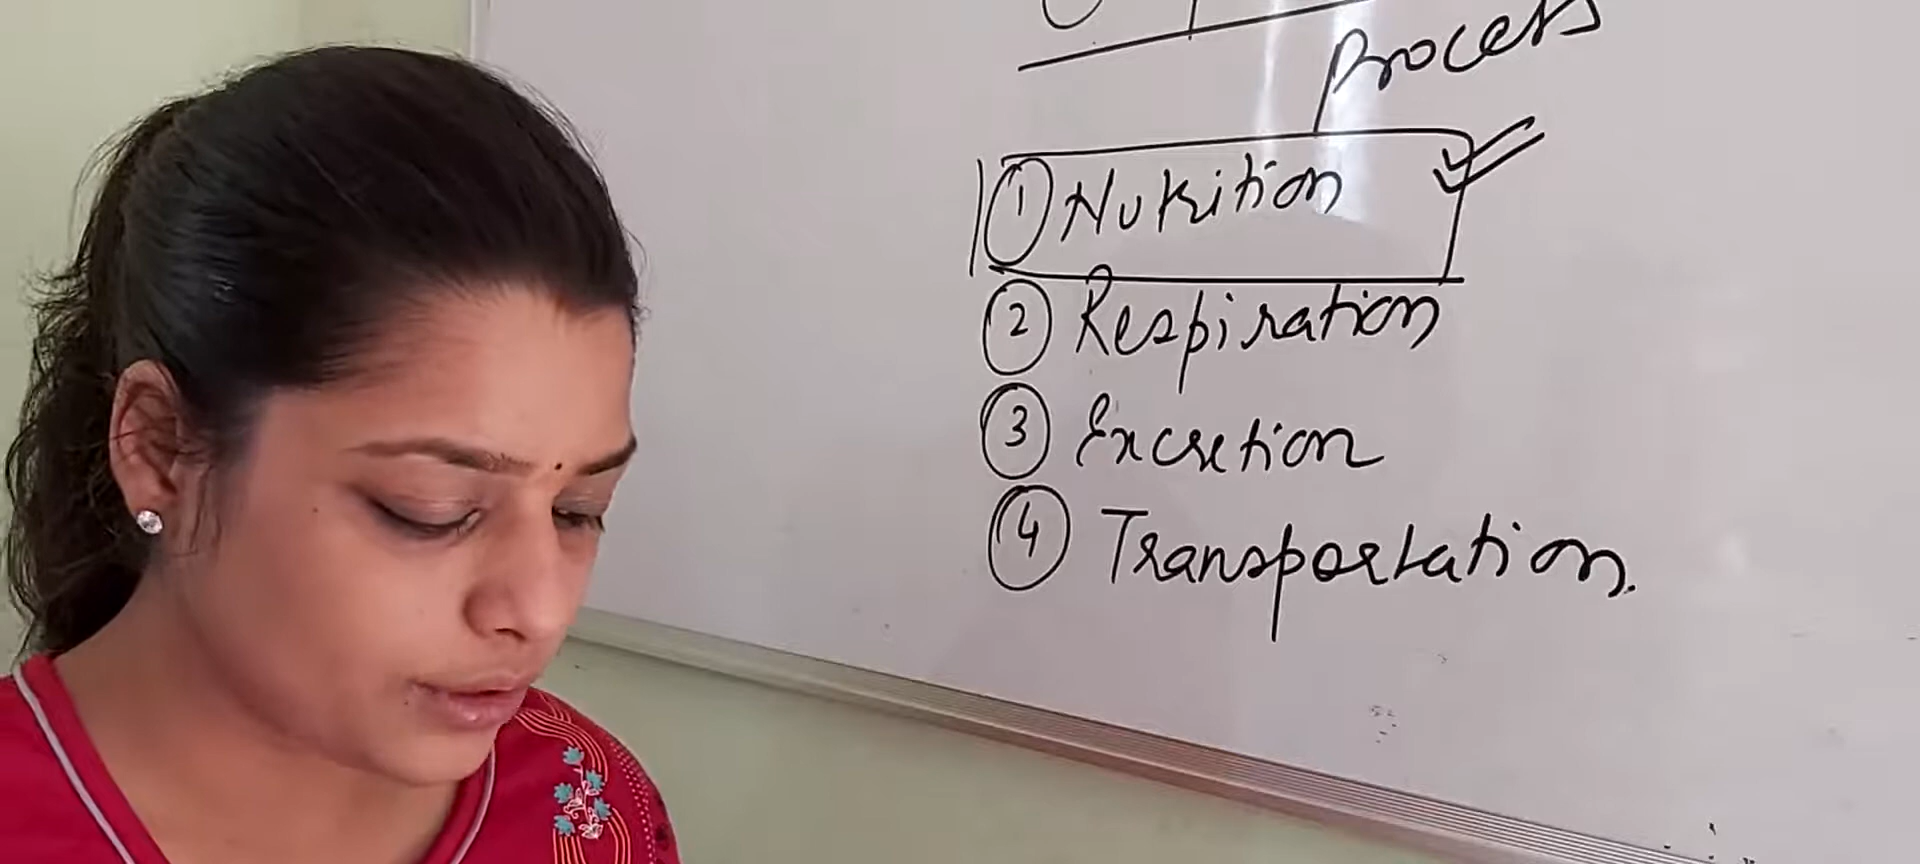 Process
① Nutrition
② Respiration
③ Excretion
④ Transportation.